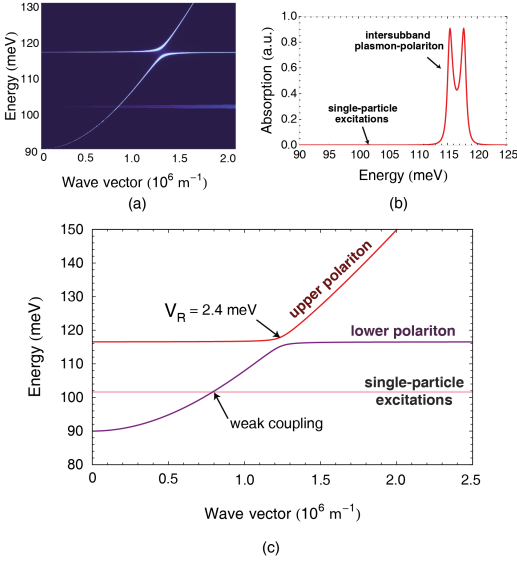 130
120
110
100
90
Energy (meV)
0
0.5
1.0
1.5
2.0
Wave vector (10⁶ m⁻¹)
(a)
1.0
0.8
0.6
0.4
0.2
0.0
Absorption (a.u.)
intersubband
plasmon-polariton
single-particle
excitations
90
95
100
105
110
115
120
125
Energy (meV)
(b)
150
140
130
120
110
100
90
80
Energy (meV)
V_R = 2.4 meV
upper polariton
lower polariton
single-particle
excitations
weak coupling
0
0.5
1.0
1.5
2.0
2.5
Wave vector (10⁶ m⁻¹)
(c)